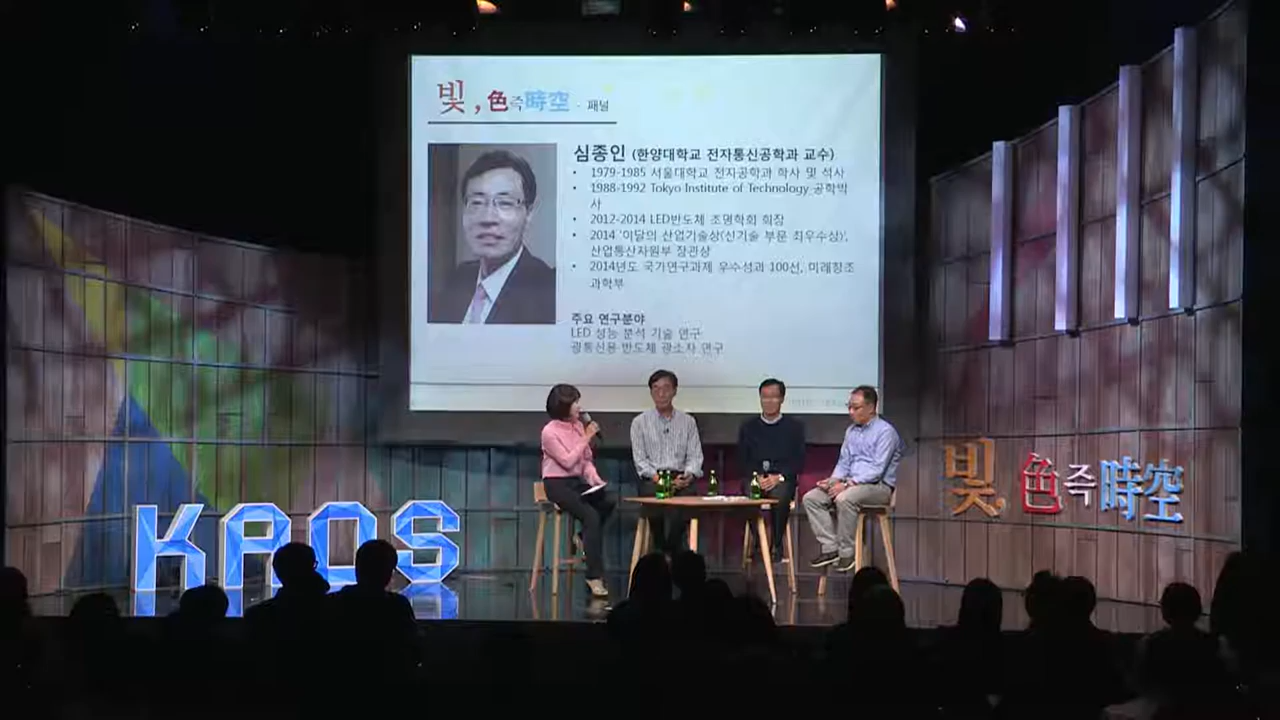 빛, 色즉時空 - 패널
심종인 (한양대학교 전자통신공학과 교수)
• 1979-1985 서울대학교 전자공학과 학사 및 석사
• 1988-1992 Tokyo Institute of Technology 공학박
사
• 2012-2014 LED반도체 조명학회 회장
• 2014 '이달의 산업기술상(신기술 부문 최우수상)',
산업통산자원부 장관상
• 2014년도 국가연구과제 우수성과 100선, 미래창조
과학부
주요 연구분야
LED 성능 분석 기술 연구
광통신용 반도체 광소자 연구
빛, 色즉時空
KAOS